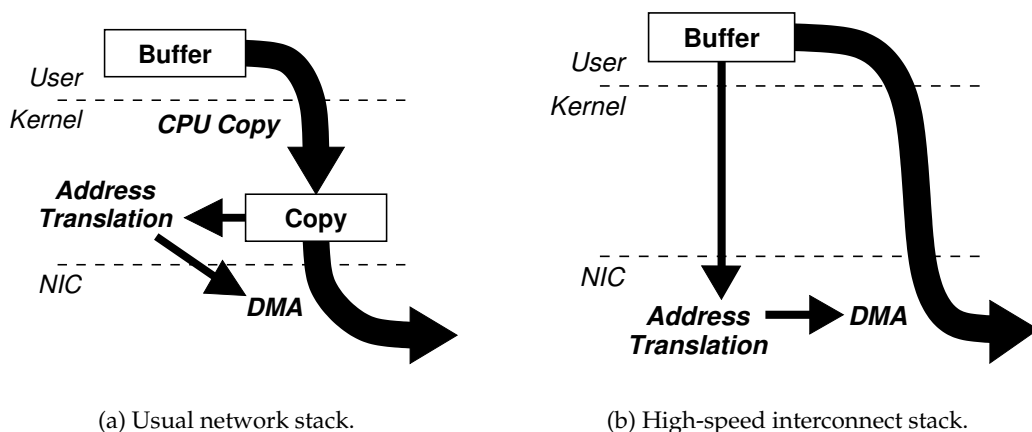 Buffer
User
Kernel
CPU Copy
Address
Translation
Copy
NIC
DMA
(a) Usual network stack.
Buffer
User
Kernel
NIC
Address
Translation
DMA
(b) High-speed interconnect stack.